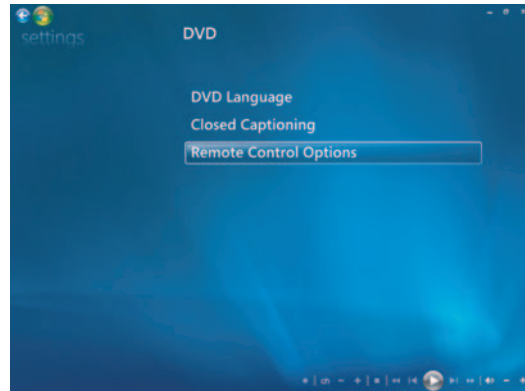 settings
DVD
DVD Language
Closed Captioning
Remote Control Options
ch